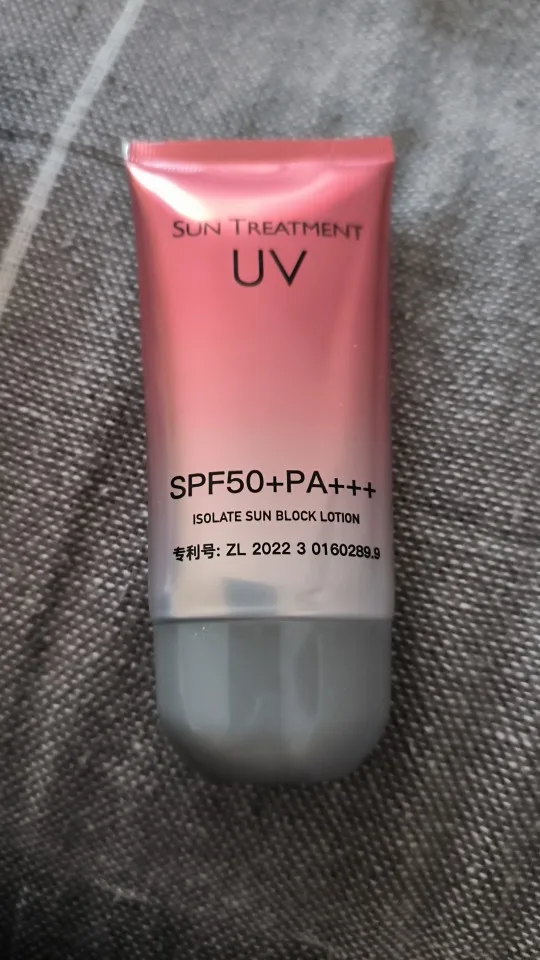 SUN TREATMENT
UV
SPF50+PA+++
ISOLATE SUN BLOCK LOTION
专利号: ZL 2022 3 0160289.9